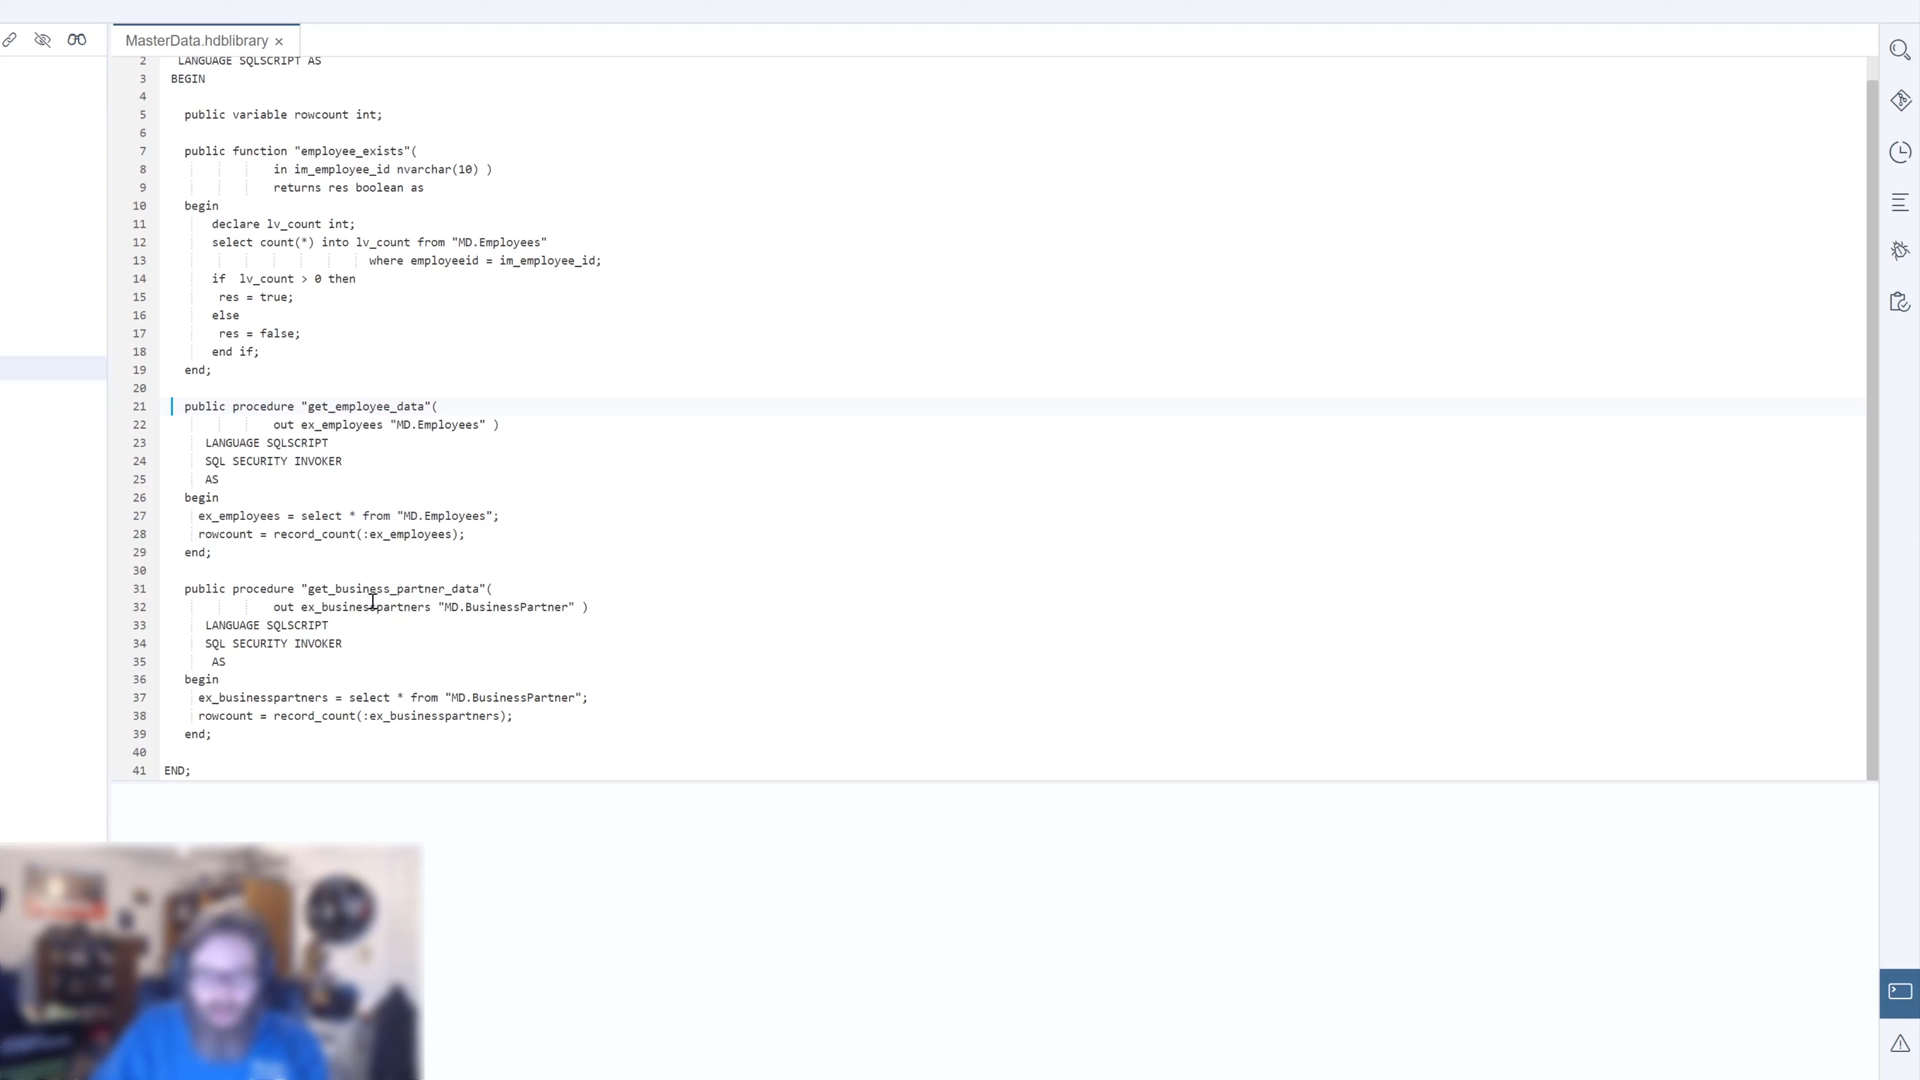 MasterData.hdblibrary ×
2 LANGUAGE SQLSCRIPT AS
3 BEGIN
4
5 public variable rowcount int;
6
7 public function "employee_exists"(
8 in im_employee_id nvarchar(10) )
9 returns res boolean as
10 begin
11 declare lv_count int;
12 select count(*) into lv_count from "MD.Employees"
13 where employeeid = im_employee_id;
14 if lv_count > 0 then
15 res = true;
16 else
17 res = false;
18 end if;
19 end;
20
21 public procedure "get_employee_data"(
22 out ex_employees "MD.Employees" )
23 LANGUAGE SQLSCRIPT
24 SQL SECURITY INVOKER
25 AS
26 begin
27 ex_employees = select * from "MD.Employees";
28 rowcount = record_count(:ex_employees);
29 end;
30
31 public procedure "get_business_partner_data"(
32 out ex_businesspartners "MD.BusinessPartner" )
33 LANGUAGE SQLSCRIPT
34 SQL SECURITY INVOKER
35 AS
36 begin
37 ex_businesspartners = select * from "MD.BusinessPartner";
38 rowcount = record_count(:ex_businesspartners);
39 end;
40
41 END;